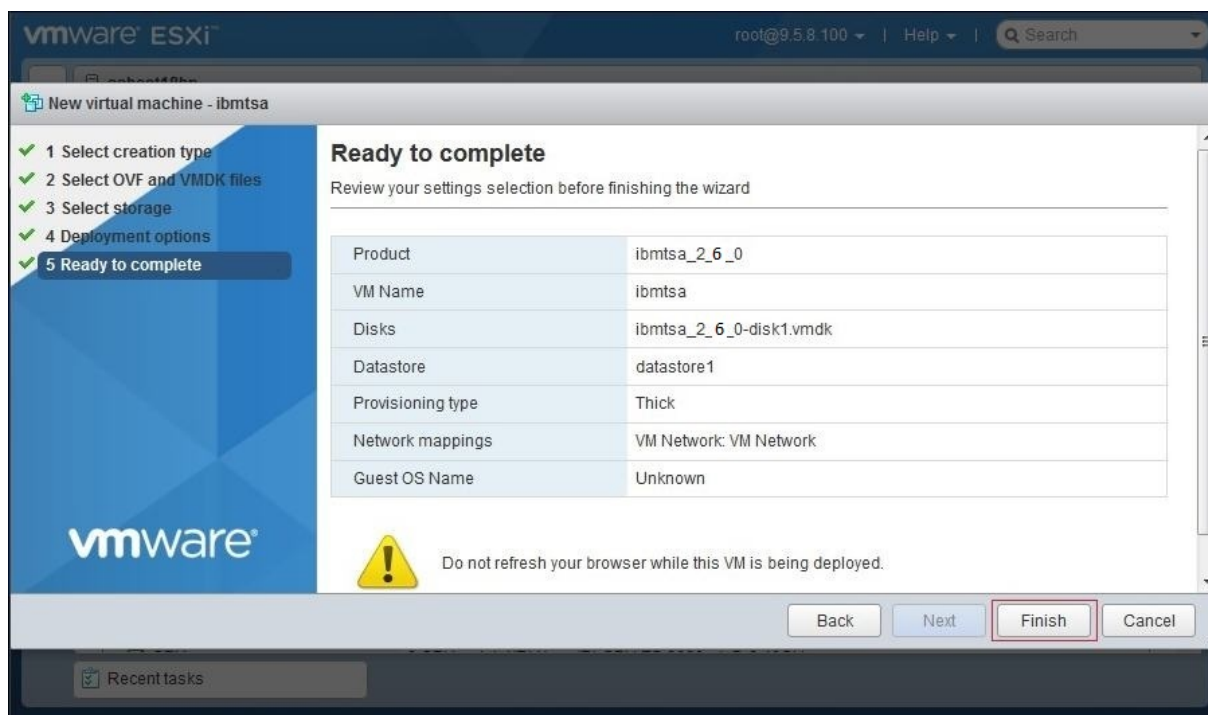 vmware ESXi™
root@9.5.8.100 | Help | Search
New virtual machine - ibmtsa
1 Select creation type
2 Select OVF and VMDK files
3 Select storage
4 Deployment options
5 Ready to complete
vmware®
Ready to complete
Review your settings selection before finishing the wizard
Product ibmtsa_2_6_0
VM Name ibmtsa
Disks ibmtsa_2_6_0-disk1.vmdk
Datastore datastore1
Provisioning type Thick
Network mappings VM Network: VM Network
Guest OS Name Unknown
Do not refresh your browser while this VM is being deployed.
Back Next Finish Cancel
Recent tasks